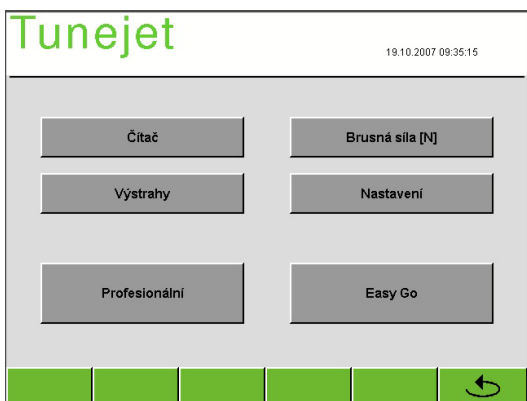 Tunejet
19.10.2007 09:35:15
Čítač
Brusná síla [N]
Výstrahy
Nastavení
Profesionální
Easy Go